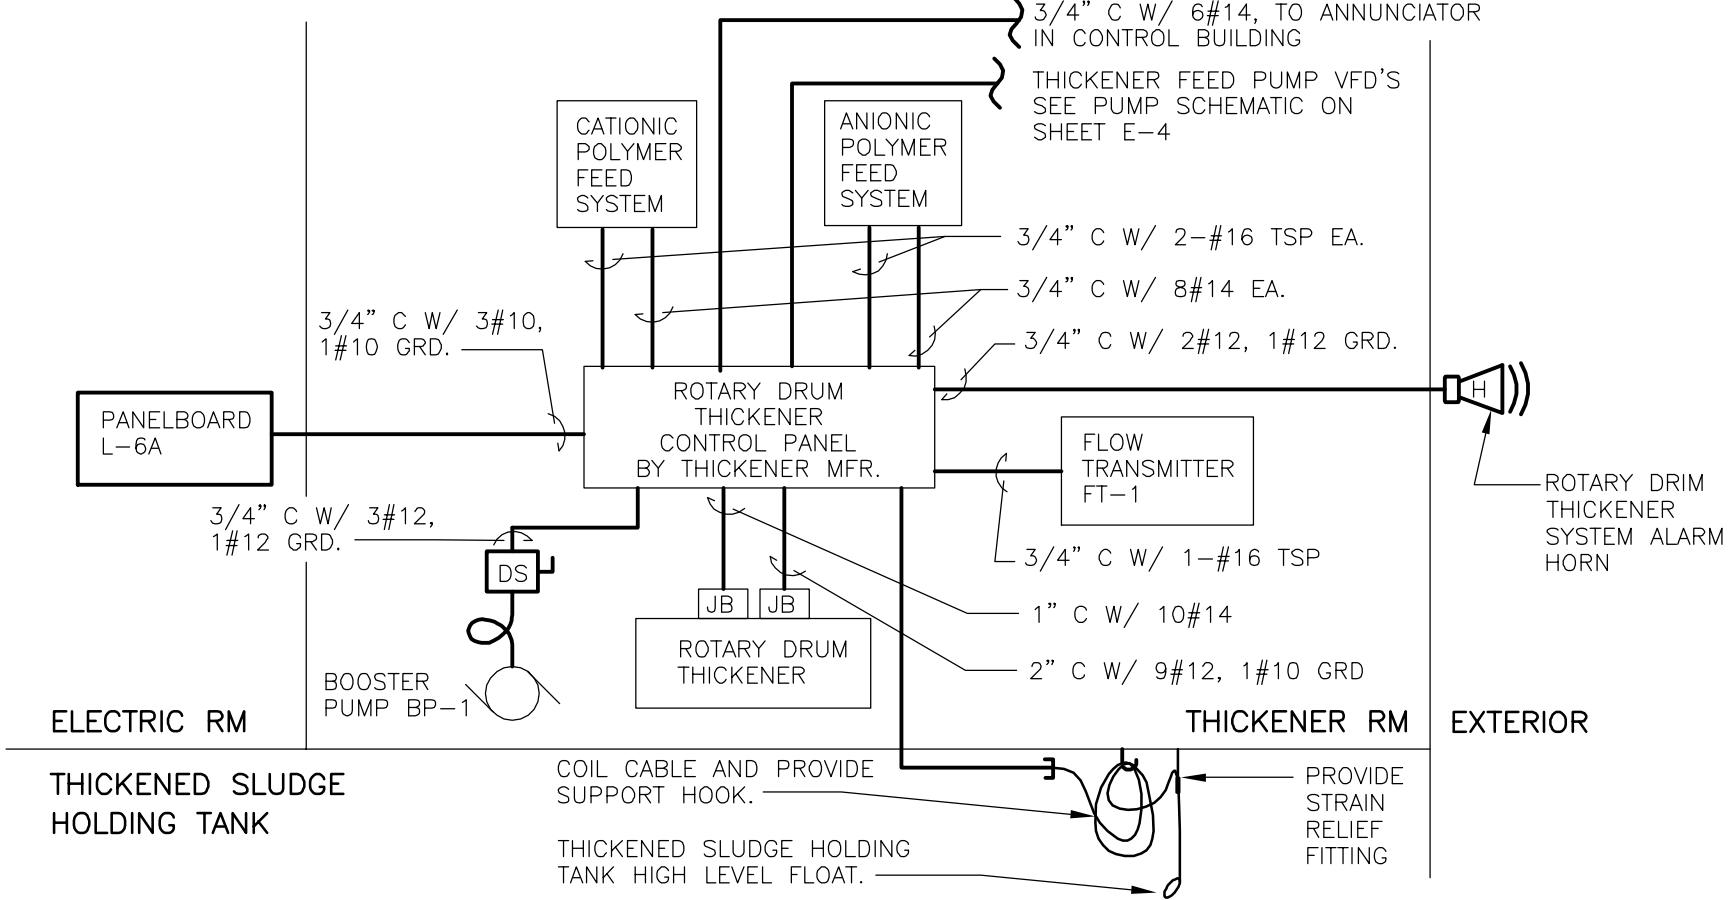 3/4" C W/ 6#14, TO ANNUNCIATOR
IN CONTROL BUILDING
THICKENER FEED PUMP VFD'S
SEE PUMP SCHEMATIC ON
SHEET E-4
CATIONIC
POLYMER
FEED
SYSTEM
ANIONIC
POLYMER
FEED
SYSTEM
3/4" C W/ 2-#16 TSP EA.
3/4" C W/ 8#14 EA.
3/4" C W/ 2#12, 1#12 GRD.
3/4" C W/ 3#10,
1#10 GRD.
PANELBOARD
L-6A
ROTARY DRUM
THICKENER
CONTROL PANEL
BY THICKENER MFR.
H
FLOW
TRANSMITTER
FT-1
ROTARY DRIM
THICKENER
SYSTEM ALARM
HORN
3/4" C W/ 3#12,
1#12 GRD.
DS
3/4" C W/ 1-#16 TSP
JB
JB
1" C W/ 10#14
ROTARY DRUM
THICKENER
2" C W/ 9#12, 1#10 GRD
BOOSTER
PUMP BP-1
ELECTRIC RM
THICKENER RM
EXTERIOR
THICKENED SLUDGE
HOLDING TANK
COIL CABLE AND PROVIDE
SUPPORT HOOK.
PROVIDE
STRAIN
RELIEF
FITTING
THICKENED SLUDGE HOLDING
TANK HIGH LEVEL FLOAT.